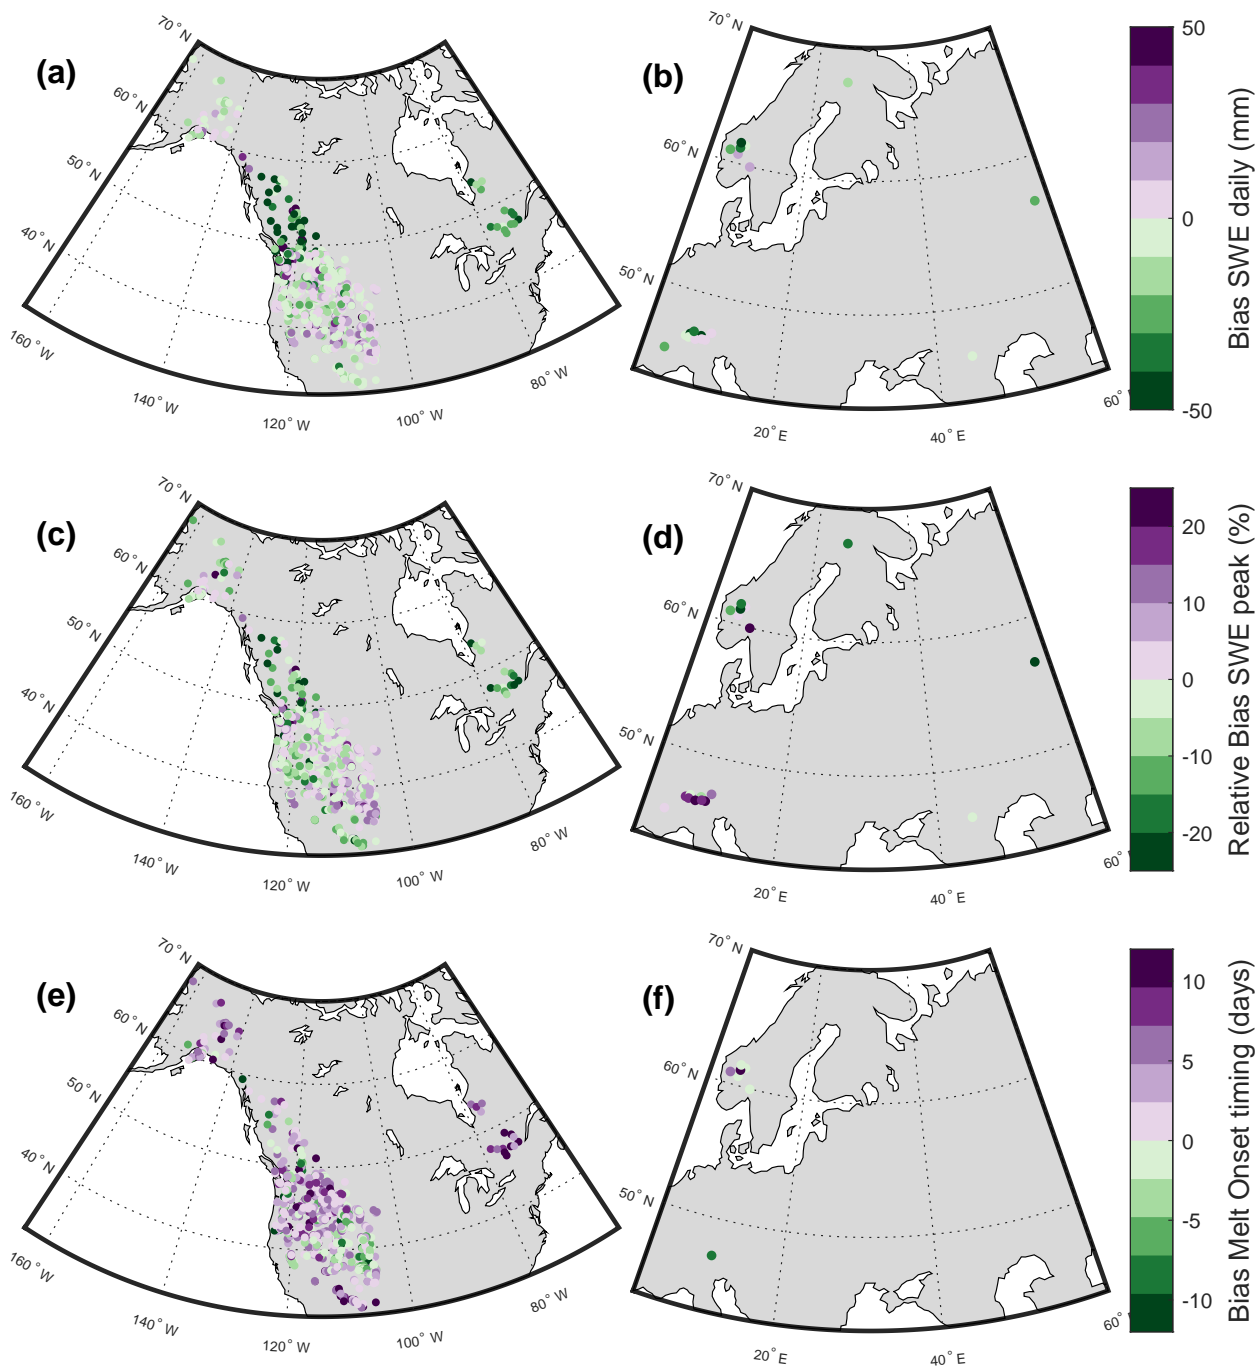 (a)
70° N
60° N
50° N
40° N
160° W
140° W
120° W
100° W
80° W
(b)
70° N
60° N
50° N
20° E
40° E
60°
50
0
-50
Bias SWE daily (mm)
(c)
70° N
60° N
50° N
40° N
160° W
140° W
120° W
100° W
80° W
(d)
70° N
60° N
50° N
20° E
40° E
60°
20
10
0
-10
-20
Relative Bias SWE peak (%)
(e)
70° N
60° N
50° N
40° N
160° W
140° W
120° W
100° W
80° W
(f)
70° N
60° N
50° N
20° E
40° E
60°
10
5
0
-5
-10
Bias Melt Onset timing (days)